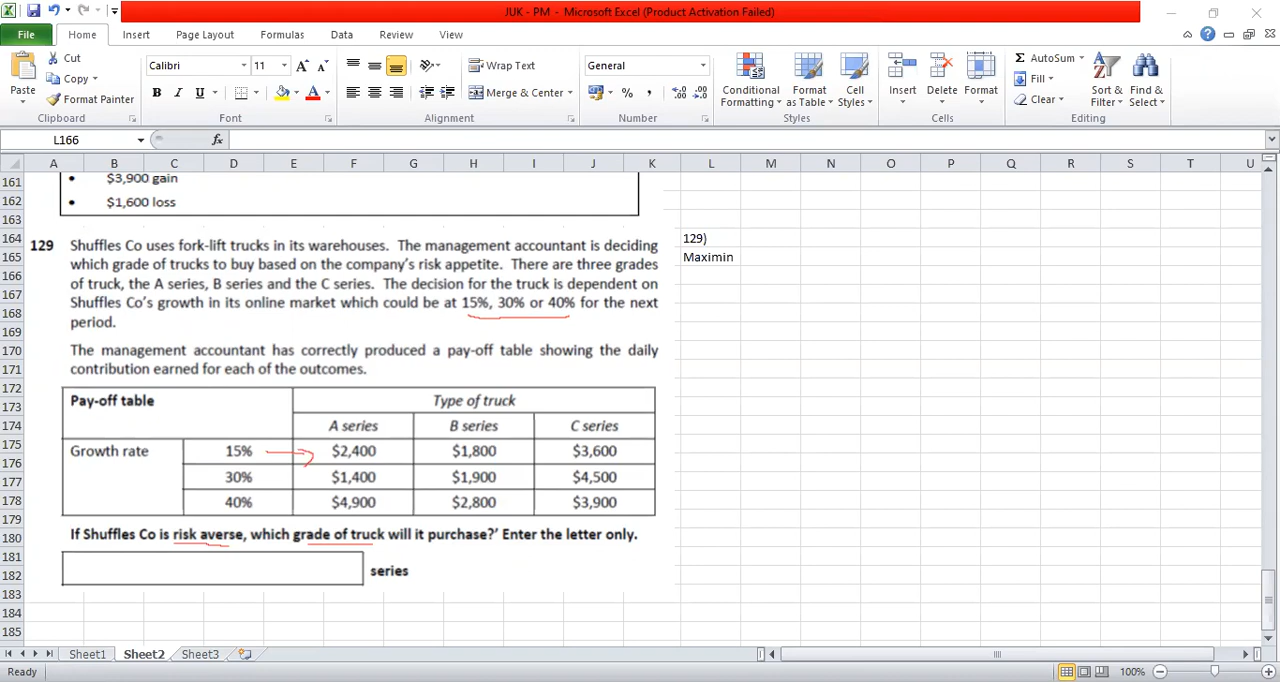 JUK - PM - Microsoft Excel (Product Activation Failed)
File Home Insert Page Layout Formulas Data Review View
Paste
Cut
Copy
Format Painter
Clipboard
Calibri 11
B I U
Font
Wrap Text
Merge & Center
Alignment
General
%
Number
Conditional Formatting
Format as Table
Cell Styles
Styles
Insert Delete Format
Cells
Σ AutoSum
Fill
Clear
Sort & Filter
Find & Select
Editing
L166
fx
A B C D E F G H I J K L M N O P Q R S T U
161
162
163
164
165
166
167
168
169
170
171
172
173
174
175
176
177
178
179
180
181
182
183
184
185
• $3,900 gain
• $1,600 loss
129 Shuffles Co uses fork-lift trucks in its warehouses. The management accountant is deciding
which grade of trucks to buy based on the company's risk appetite. There are three grades
of truck, the A series, B series and the C series. The decision for the truck is dependent on
Shuffles Co's growth in its online market which could be at 15%, 30% or 40% for the next
period.
The management accountant has correctly produced a pay-off table showing the daily
contribution earned for each of the outcomes.
Pay-off table Type of truck
A series B series C series
Growth rate 15% $2,400 $1,800 $3,600
30% $1,400 $1,900 $4,500
40% $4,900 $2,800 $3,900
If Shuffles Co is risk averse, which grade of truck will it purchase?' Enter the letter only.
series
129)
Maximin
Sheet1 Sheet2 Sheet3
Ready
100%